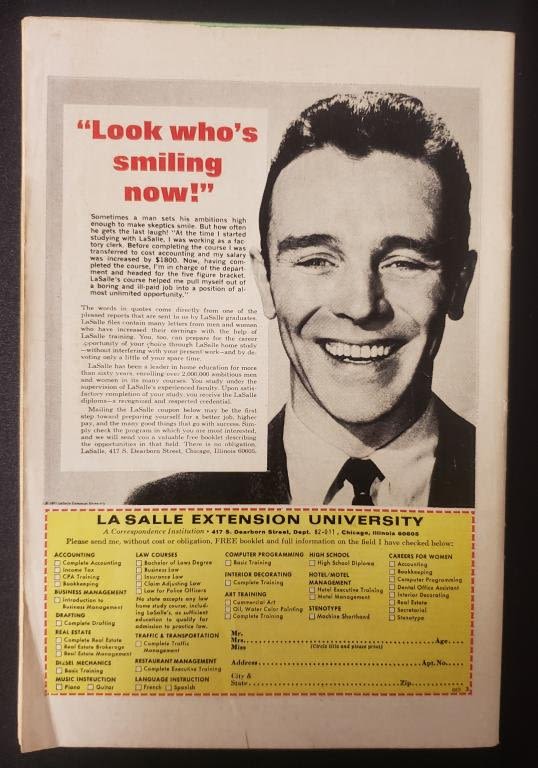 “Look who’s
smiling
now!”
Sometimes a man sets his ambitions high
enough to make skeptics smile. But how often
he gets the last laugh! “At the time I started
studying with LaSalle, I was working as a fac-
tory clerk. Before completing the course I was
transferred to cost accounting and my salary
was increased by $1800. Now, having com-
pleted the course, I’m in charge of the depart-
ment and headed for the five figure bracket.
LaSalle’s course helped me pull myself out of
a boring and ill-paid job into a position of al-
most unlimited opportunity.”
The words in quotes come directly from one of the
pleased reports that are sent to us by LaSalle graduates.
LaSalle files contain many letters from men and women
who have increased their earnings with the help of
LaSalle training. You, too, can prepare for the career
opportunity of your choice through LaSalle home study
—without interfering with your present work—and by de-
voting only a little of your spare time.
LaSalle has been a leader in home education for more
than sixty years, enrolling over 2,000,000 ambitious men
and women in its many courses. You study under the
supervision of LaSalle’s experienced faculty. Upon satis-
factory completion of your study, you receive the LaSalle
diploma—a recognized and respected credential.
Mailing the LaSalle coupon below may be the first
step toward preparing yourself for a better job, higher
pay, and the many good things that go with success. Sim-
ply check the program in which you are most interested,
and we will send you a valuable free booklet describing
the opportunities in that field. There is no obligation.
LaSalle, 417 S. Dearborn Street, Chicago, Illinois 60605.
LA SALLE EXTENSION UNIVERSITY
A Correspondence Institution • 417 S. Dearborn Street, Dept. 82-011, Chicago, Illinois 60605
Please send me, without cost or obligation, FREE booklet and full information on the field I have checked below:
ACCOUNTING
Complete Accounting
Income Tax
CPA Training
Bookkeeping
BUSINESS MANAGEMENT
Introduction to
Business Management
DRAFTING
Complete Drafting
REAL ESTATE
Complete Real Estate
Real Estate Brokerage
Real Estate Management
DIESEL MECHANICS
Basic Training
MUSIC INSTRUCTION
Piano Guitar
LAW COURSES
Bachelor of Laws Degree
Business Law
Insurance Law
Claim Adjusting Law
Law for Police Officers
No state accepts any law
home study course, includ-
ing LaSalle’s, as sufficient
education to qualify for
admission to practice law.
TRAFFIC & TRANSPORTATION
Complete Traffic
Management
RESTAURANT MANAGEMENT
Complete Executive Training
LANGUAGE INSTRUCTION
French Spanish
COMPUTER PROGRAMMING
Basic Training
INTERIOR DECORATING
Complete Training
ART TRAINING
Commercial Art
Oil, Water Color Painting
Complete Training
HIGH SCHOOL
High School Diploma
HOTEL/MOTEL
MANAGEMENT
Hotel Executive Training
Motel Management
STENOTYPE
Machine Shorthand
CAREERS FOR WOMEN
Accounting
Bookkeeping
Computer Programming
Dental Office Assistant
Interior Decorating
Real Estate
Secretarial
Stenotype
Mr.
Mrs. Age
Miss (Circle title and please print)
Address Apt. No.
City &
State Zip